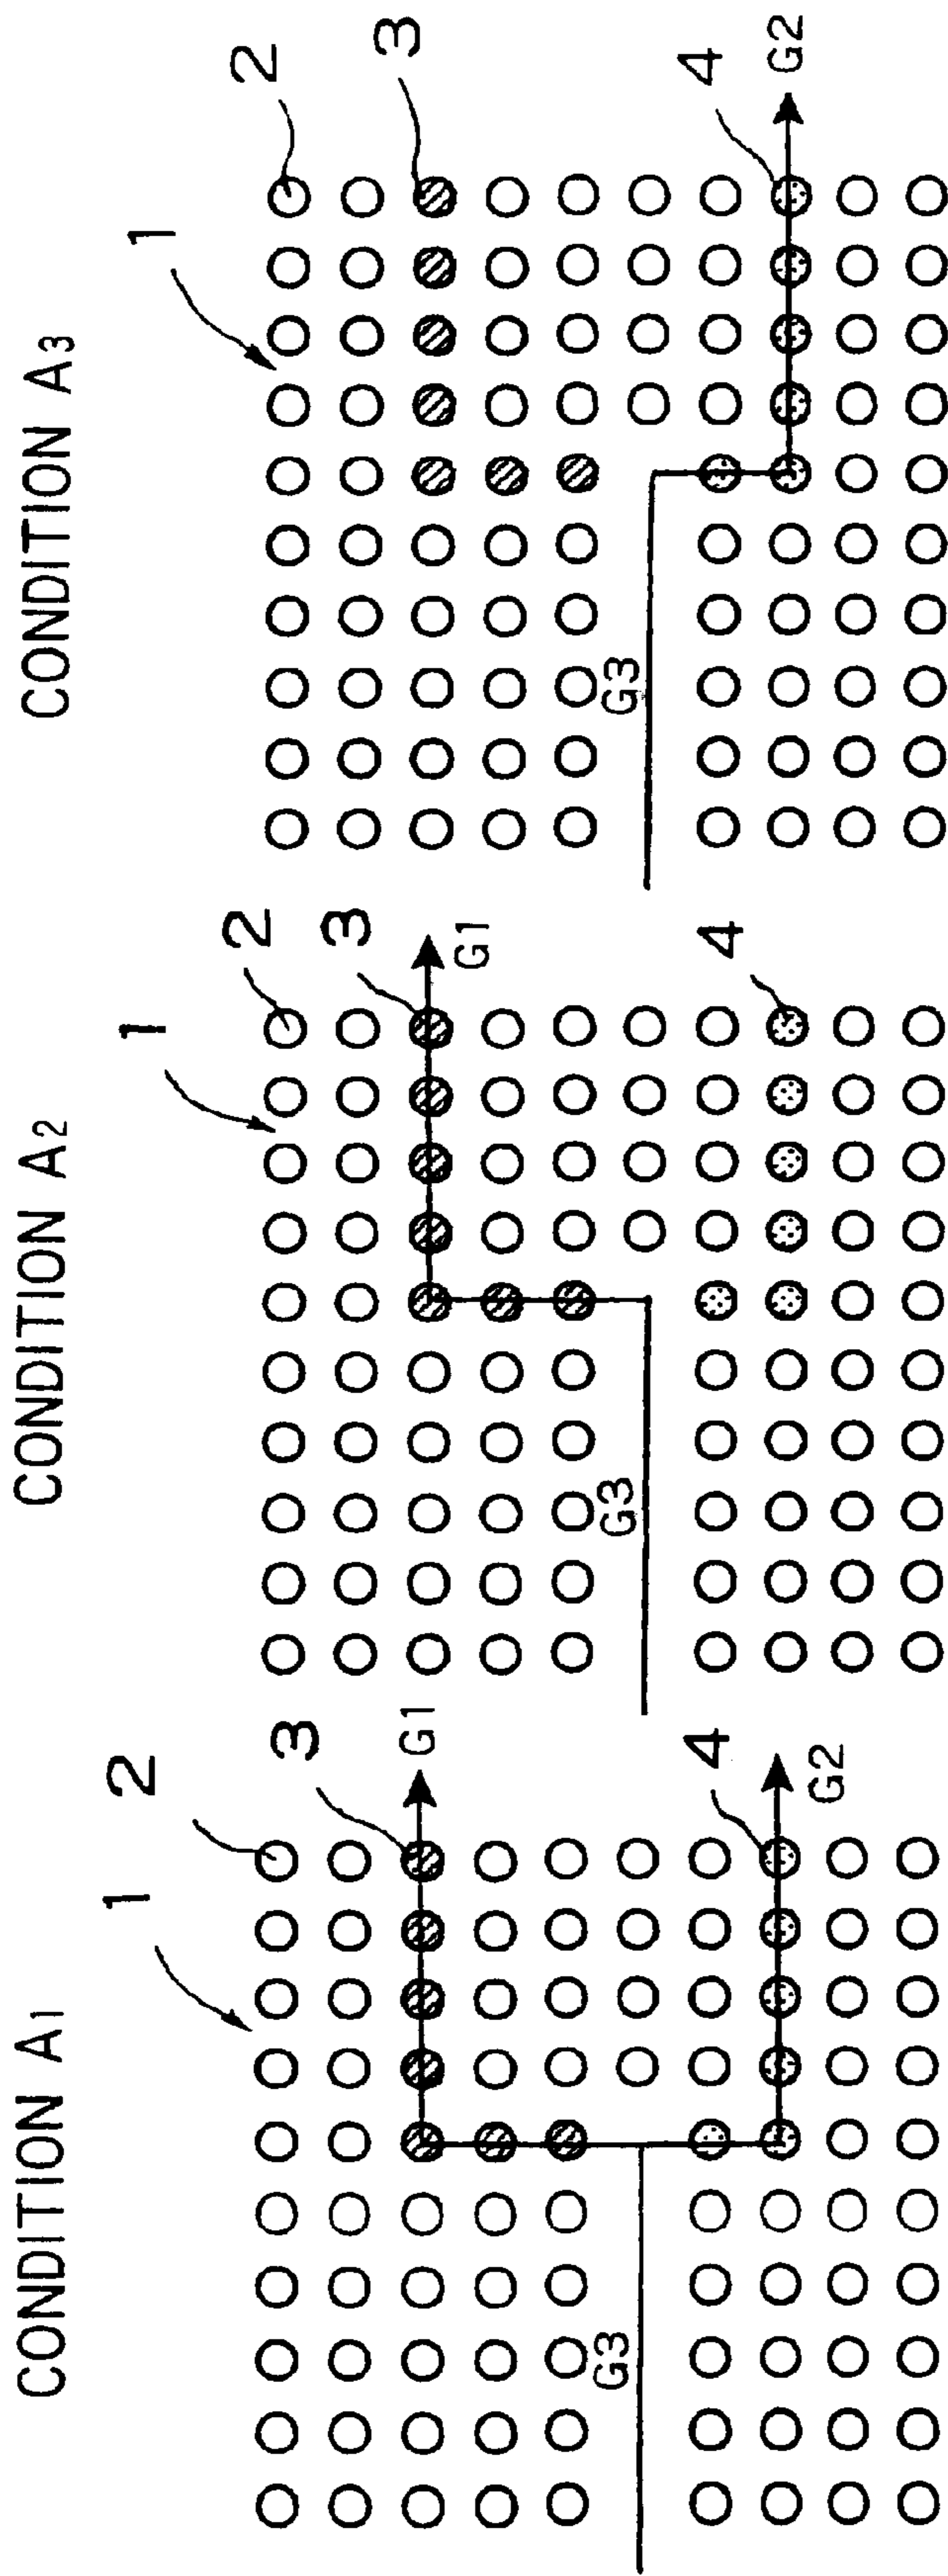 CONDITION A₁
1
2
3
G1
G3
4
G2
CONDITION A₂
1
2
3
G1
G3
4
CONDITION A₃
1
2
3
G3
4
G2